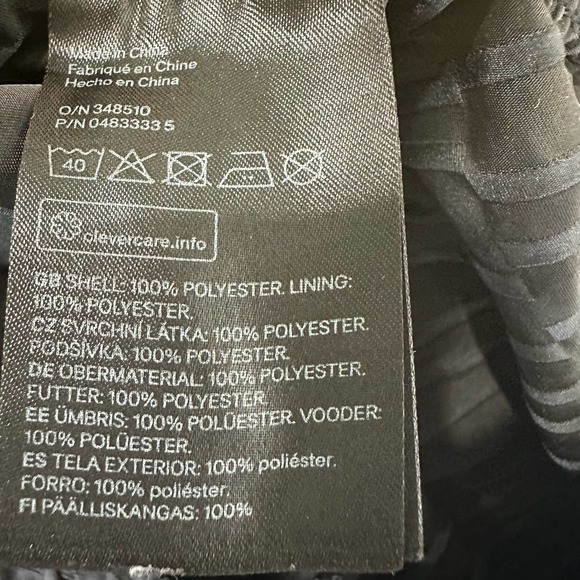 Made in China
Fabriqué en Chine
Hecho en China
O/N 348510
P/N 04833335
40
clevercare.info
GB SHELL: 100% POLYESTER. LINING:
100% POLYESTER.
CZ SVRCHNÍ LÁTKA: 100% POLYESTER.
PODŠÍVKA: 100% POLYESTER.
DE OBERMATERIAL: 100% POLYESTER.
FUTTER: 100% POLYESTER.
EE ÜMBRIS: 100% POLÜESTER. VOODER:
100% POLÜESTER.
ES TELA EXTERIOR: 100% poliéster.
FORRO: 100% poliéster.
FI PÄÄLLISKANGAS: 100%